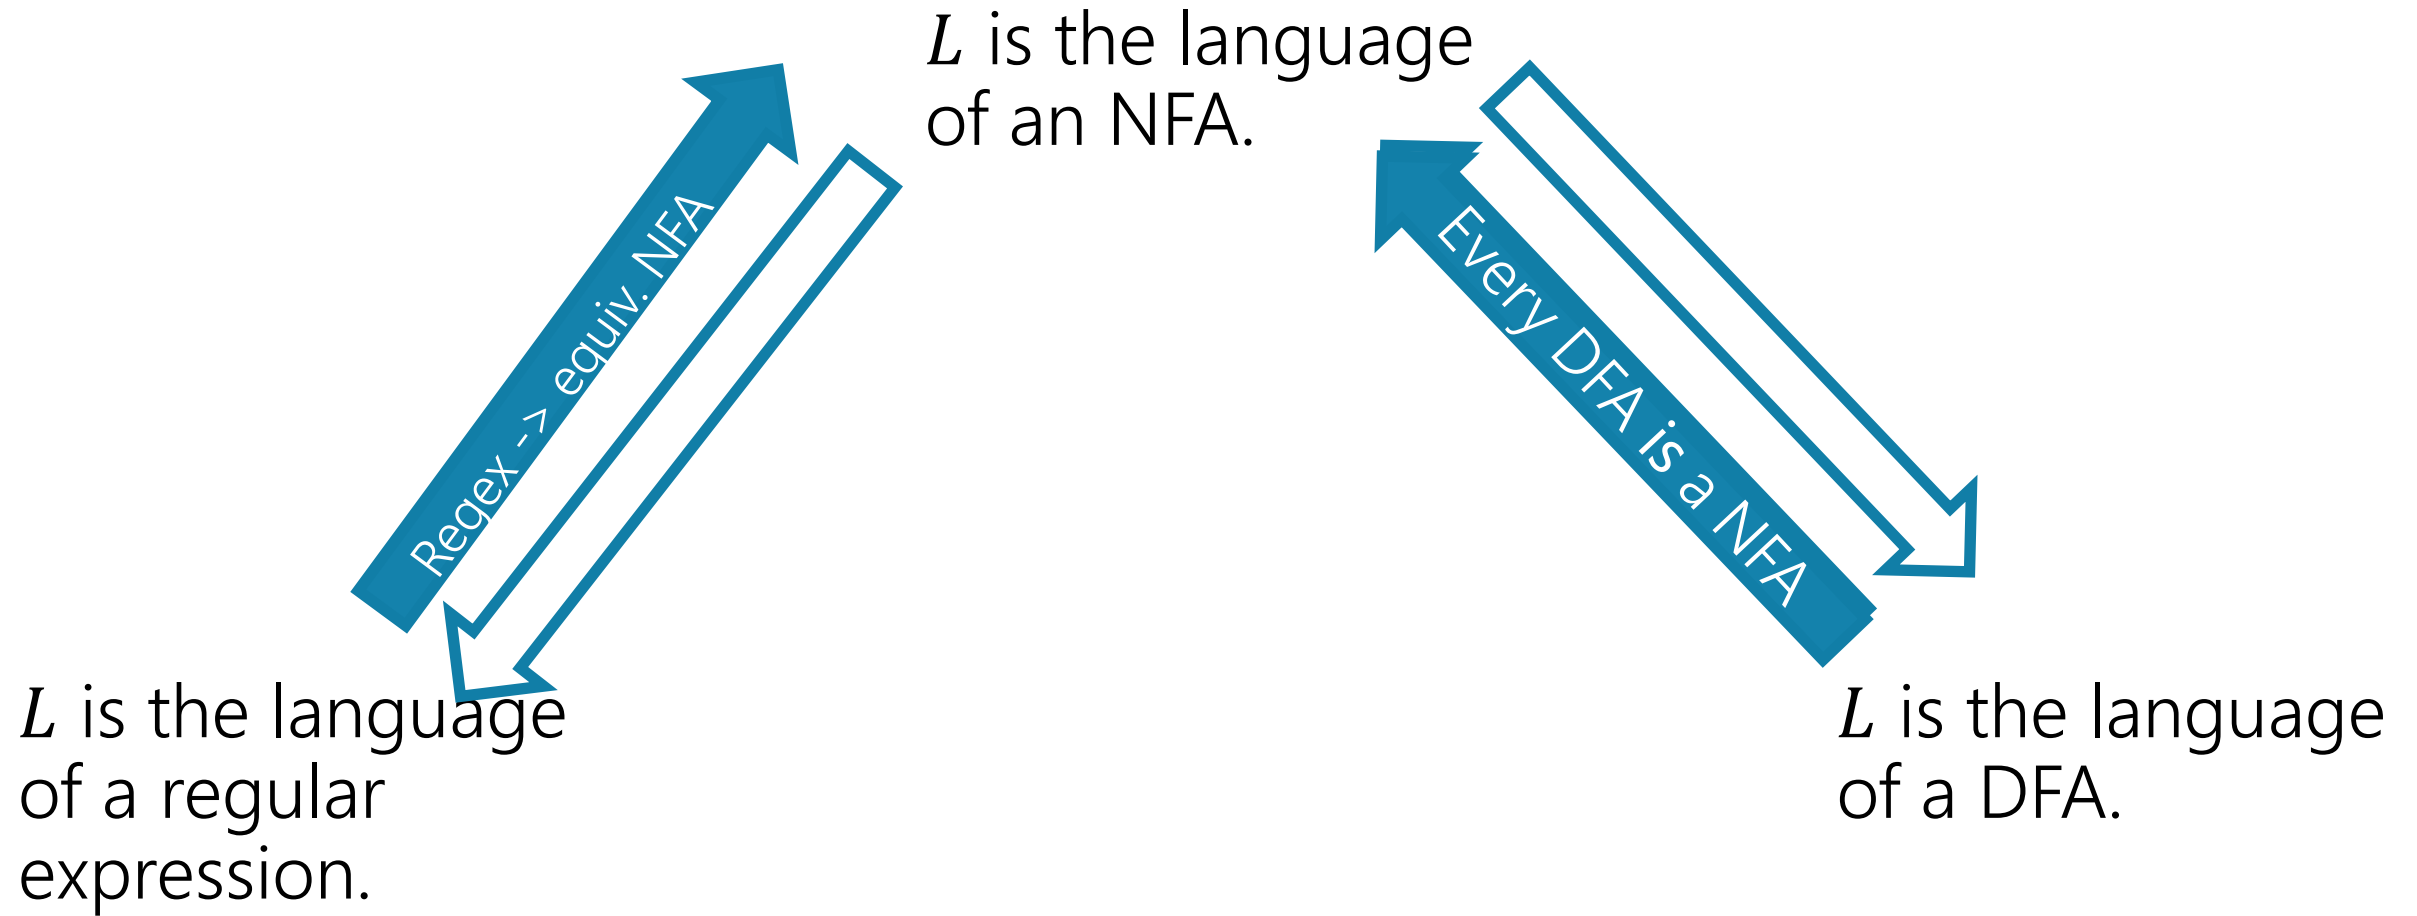 L is the language
of an NFA.
Regex -> equiv. NFA
Every DFA is a NFA
L is the language
of a regular
expression.
L is the language
of a DFA.